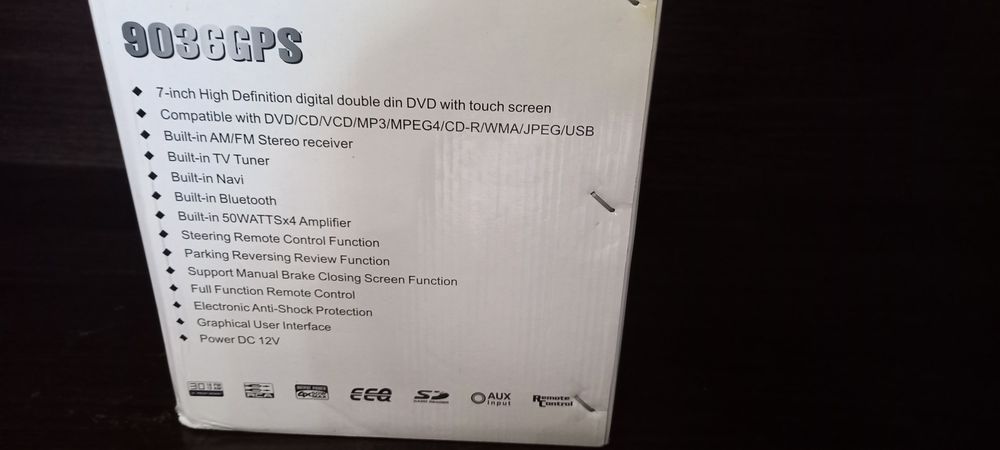 9036GPS
7-inch High Definition digital double din DVD with touch screen
Compatible with DVD/CD/VCD/MP3/MPEG4/CD-R/WMA/JPEG/USB
Built-in AM/FM Stereo receiver
Built-in TV Tuner
Built-in Navi
Built-in Bluetooth
Built-in 50WATTSx4 Amplifier
Steering Remote Control Function
Parking Reversing Review Function
Support Manual Brake Closing Screen Function
Full Function Remote Control
Electronic Anti-Shock Protection
Graphical User Interface
Power DC 12V
RCA
EEQ
SD
AUX
Input
Remote
Control